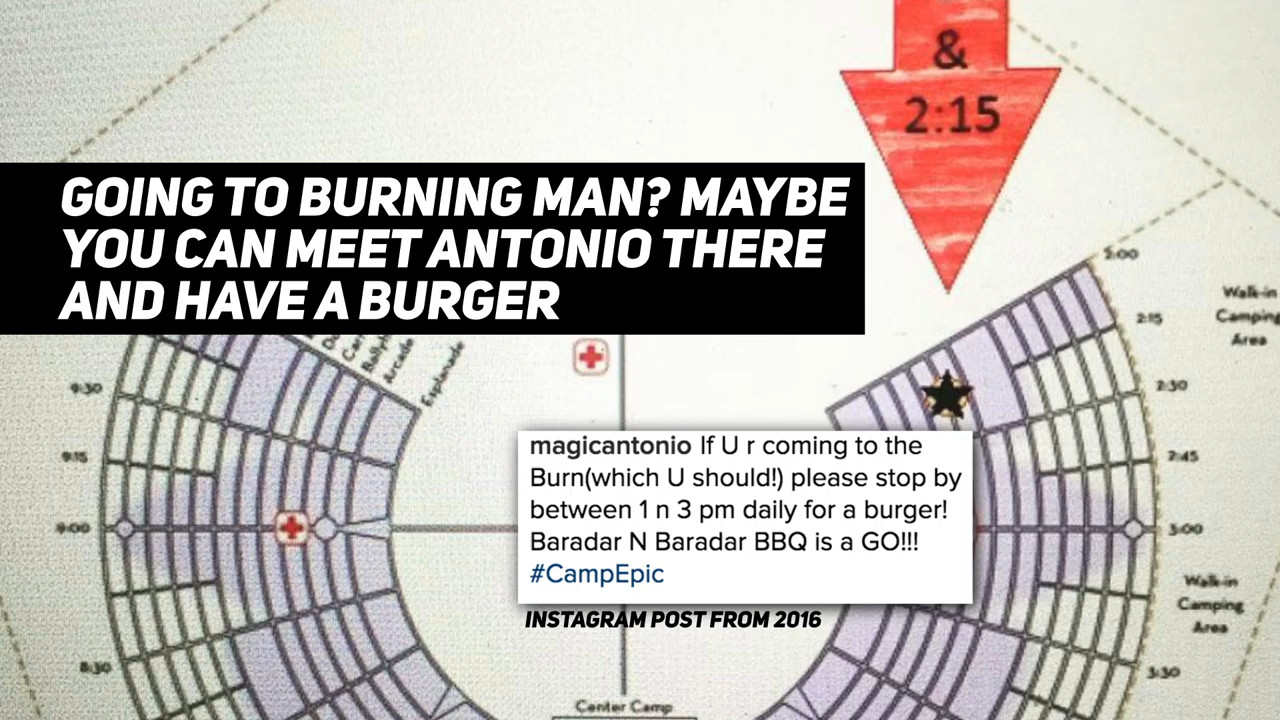 &
2:15
GOING TO BURNING MAN? MAYBE
YOU CAN MEET ANTONIO THERE
AND HAVE A BURGER
2:00
Walk-in
Camping
Area
2:15
Arcade
Esplanade
9:30
2:30
magicantonio If U r coming to the
Burn(which U should!) please stop by
between 1 n 3 pm daily for a burger!
Baradar N Baradar BBQ is a GO!!!
#CampEpic
9:15
2:45
9:00
3:00
Walk-in
Camping
Area
INSTAGRAM POST FROM 2016
8:30
3:30
Center Camp